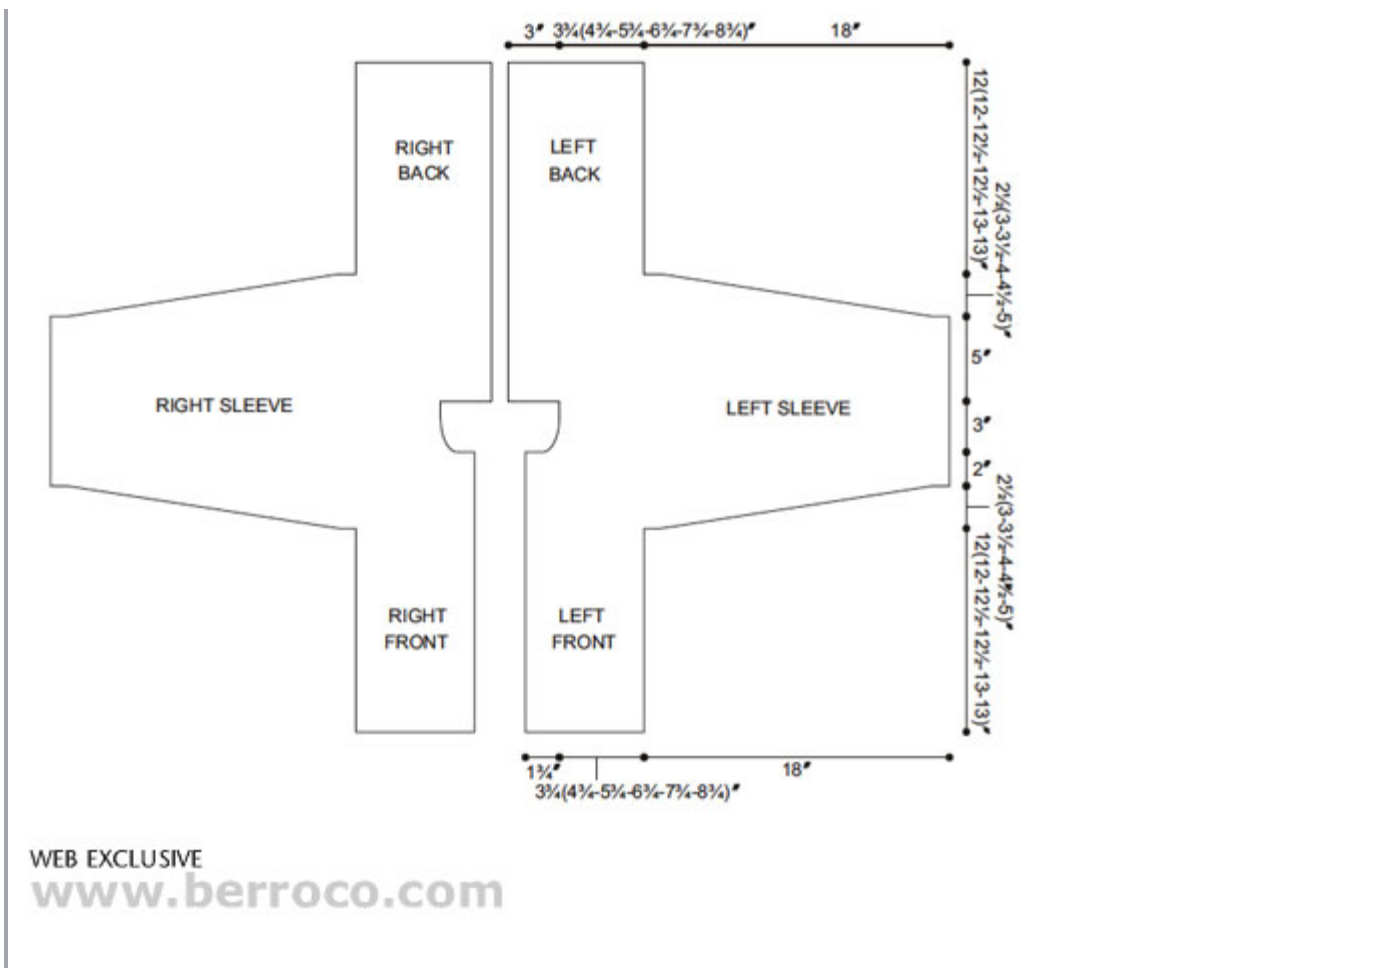 3" 3¾(4¾-5¾-6¾-7¾-8¾)" 18"
RIGHT
BACK
LEFT
BACK
12(12-12½-12½-13-13)"
2½(3-3½-4-4½-5)"
5"
RIGHT SLEEVE
LEFT SLEEVE
3"
2"
2½(3-3½-4-4½-5)"
12(12-12½-12½-13-13)"
RIGHT
FRONT
LEFT
FRONT
1¾" 18"
3¾(4¾-5¾-6¾-7¾-8¾)"
WEB EXCLUSIVE
www.berroco.com